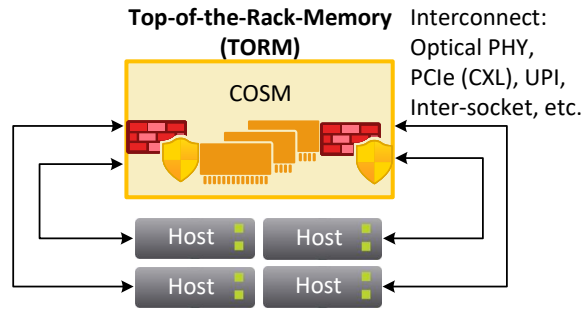 Top-of-the-Rack-Memory
(TORM)
Interconnect:
Optical PHY,
PCIe (CXL), UPI,
Inter-socket, etc.
COSM
Host
Host
Host
Host